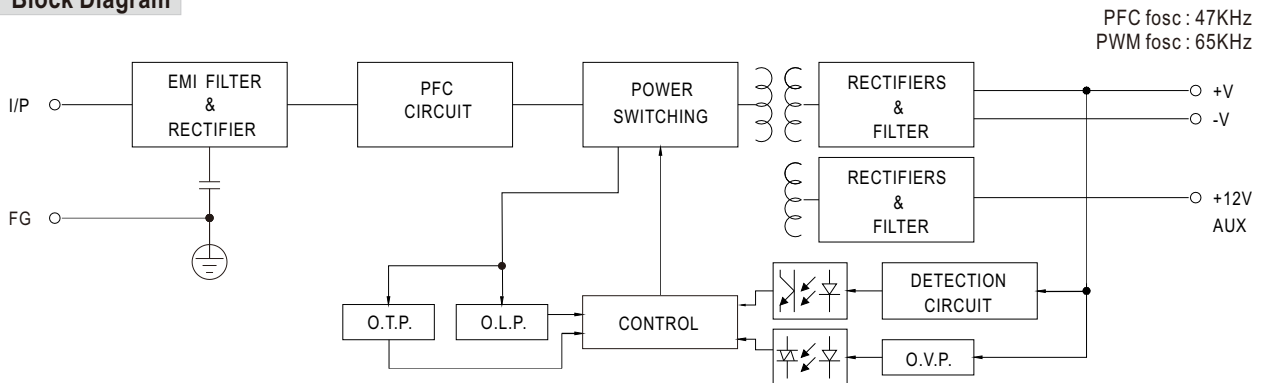 Block Diagram
PFC fosc : 47KHz
PWM fosc : 65KHz
I/P
EMI FILTER
&
RECTIFIER
PFC
CIRCUIT
POWER
SWITCHING
RECTIFIERS
&
FILTER
+V
-V
RECTIFIERS
&
FILTER
+12V
AUX
FG
DETECTION
CIRCUIT
O.T.P.
O.L.P.
CONTROL
O.V.P.